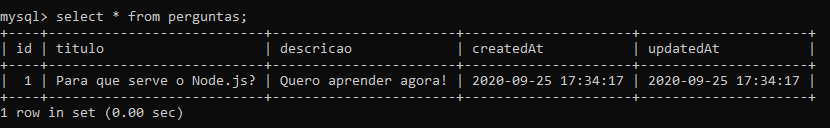 mysql> select * from perguntas;
+----+-------------------------+-----------------------+---------------------+---------------------+
| id | titulo                  | descricao             | createdAt           | updatedAt           |
+----+-------------------------+-----------------------+---------------------+---------------------+
|  1 | Para que serve o Node.js? | Quero aprender agora! | 2020-09-25 17:34:17 | 2020-09-25 17:34:17 |
+----+-------------------------+-----------------------+---------------------+---------------------+
1 row in set (0.00 sec)